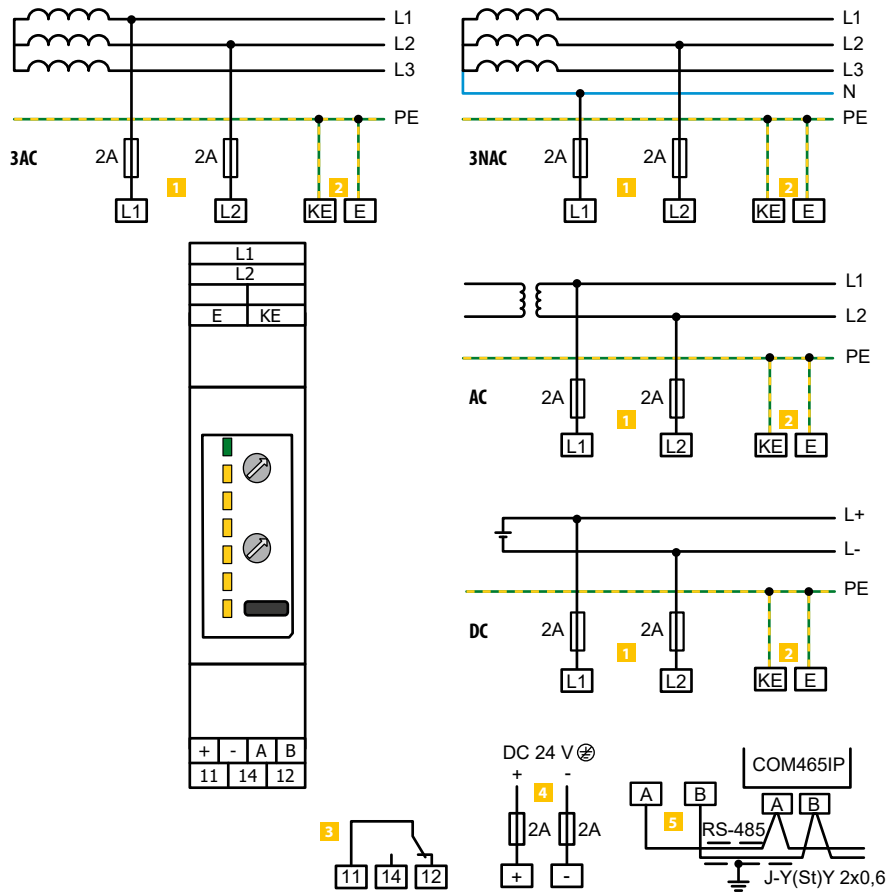 L1
L2
L3
PE
3AC
2A
1
2A
2
L1
L2
KE
E
L1
L2
L3
N
PE
3NAC
2A
1
2A
2
L1
L2
KE
E
L1
L2
E
KE
+ - A B
11 14 12
L1
L2
PE
AC
2A
1
2A
2
L1
L2
KE
E
L+
L-
PE
DC
2A
1
2A
2
L1
L2
KE
E
3
11
14
12
DC 24 V
+ -
4
2A
2A
+
-
COM465IP
A
B
A
B
5
RS-485
J-Y(St)Y 2x0,6